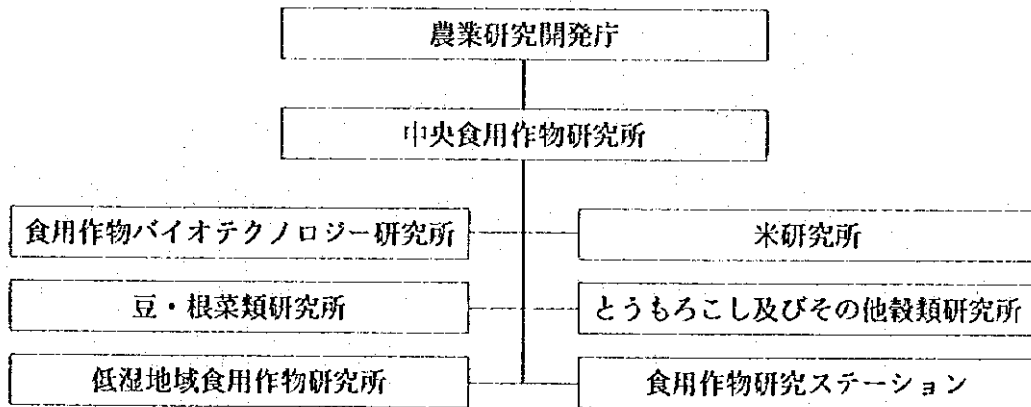 農業研究開発庁
中央食用作物研究所
食用作物バイオテクノロジー研究所
米研究所
豆・根菜類研究所
とうもろこし及びその他穀類研究所
低湿地域食用作物研究所
食用作物研究ステーション